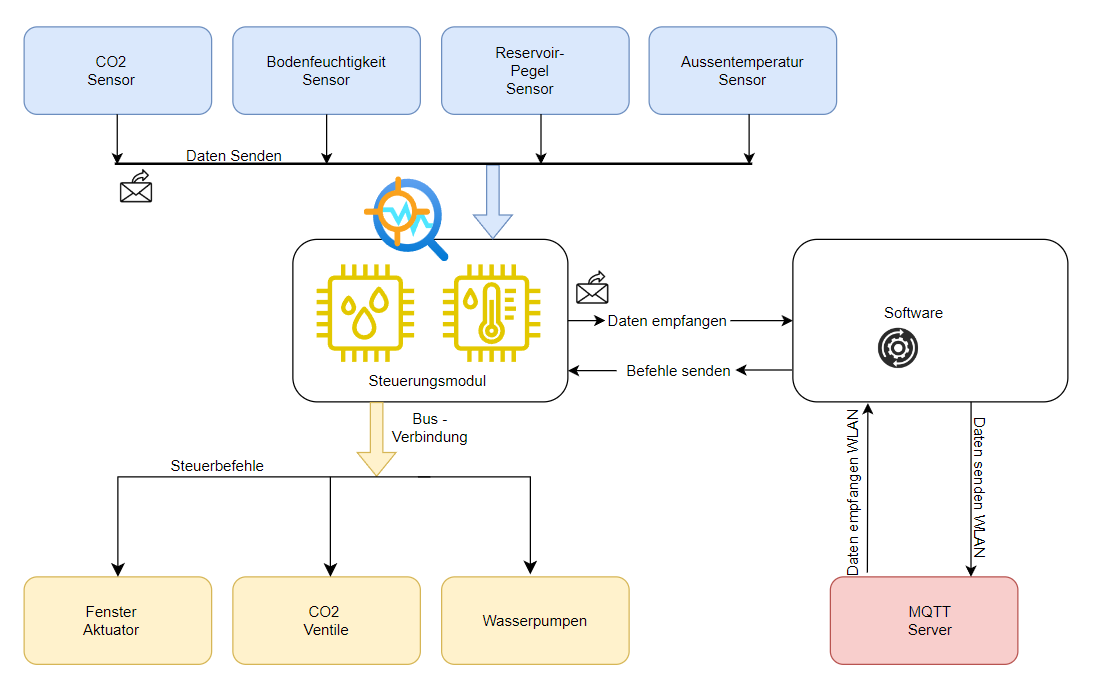 CO2
Sensor
Bodenfeuchtigkeit
Sensor
Reservoir-
Pegel
Sensor
Aussentemperatur
Sensor
Daten Senden
Steuerungsmodul
Daten empfangen
Befehle senden
Software
Bus -
Verbindung
Steuerbefehle
Daten empfangen WLAN
Daten senden WLAN
Fenster
Aktuator
CO2
Ventile
Wasserpumpen
MQTT
Server